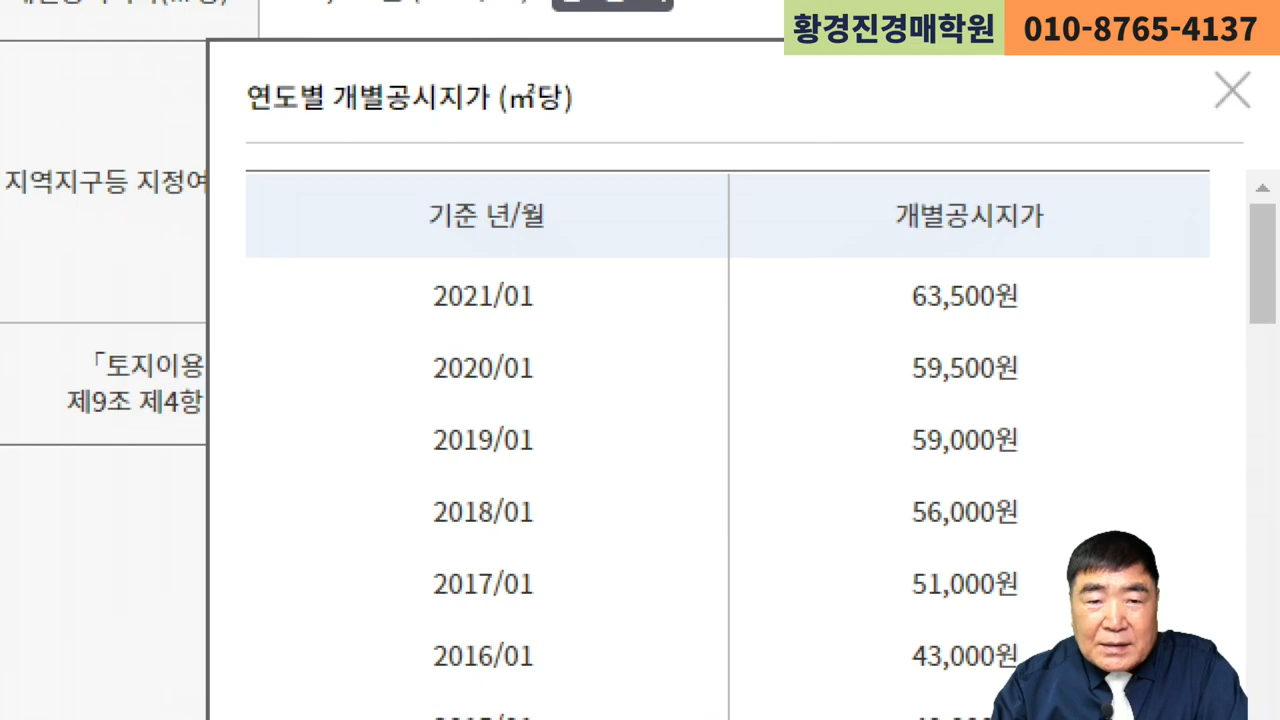 황경진경매학원 010-8765-4137
연도별 개별공시지가 (㎡당)
지역지구등 지정여
「토지이용
제9조 제4항
기준 년/월 개별공시지가
2021/01 63,500원
2020/01 59,500원
2019/01 59,000원
2018/01 56,000원
2017/01 51,000원
2016/01 43,000원